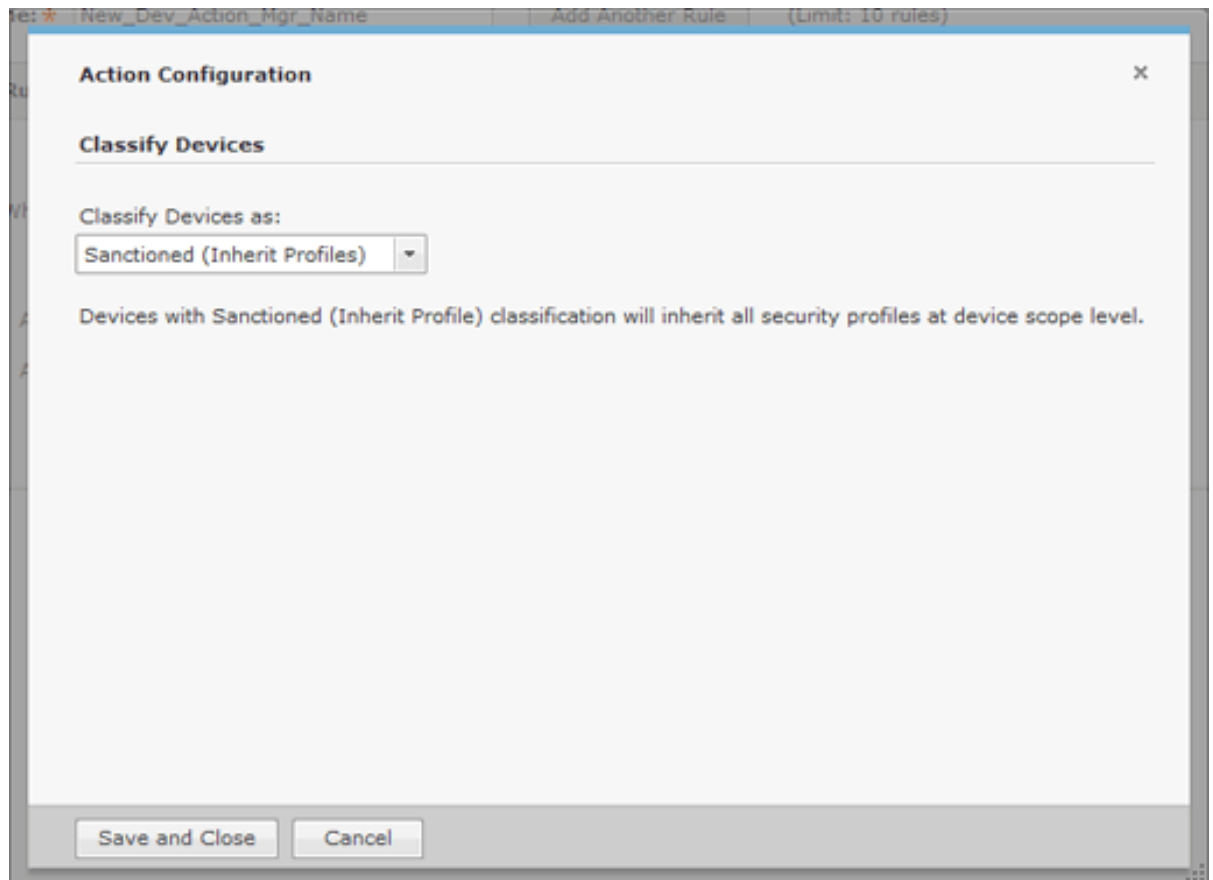 me: * New_Dev_Action_Mgr_Name Add Another Rule (Limit: 10 rules)
Action Configuration
Classify Devices
Classify Devices as:
Sanctioned (Inherit Profiles)
Devices with Sanctioned (Inherit Profile) classification will inherit all security profiles at device scope level.
Save and Close Cancel